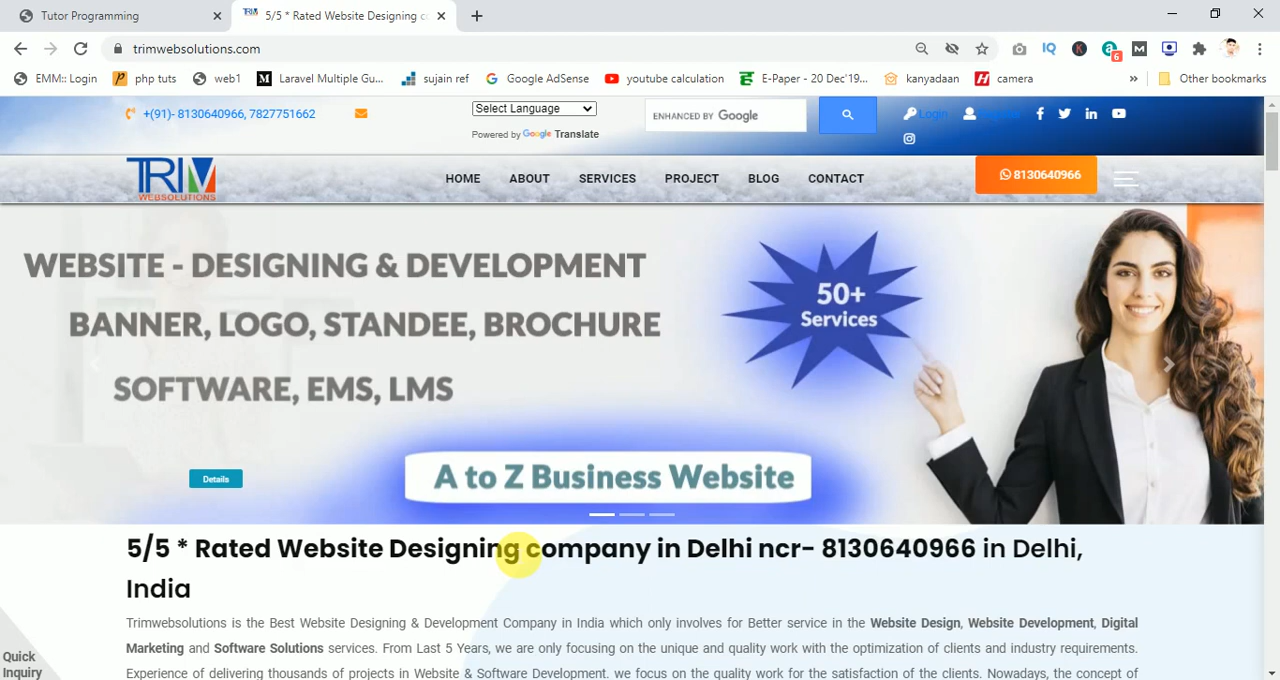 Tutor Programming
5/5 * Rated Website Designing co
trimwebsolutions.com
IQ
K
a
6
M
EMM:: Login
php tuts
web1
Laravel Multiple Gu...
sujain ref
Google AdSense
youtube calculation
E-Paper - 20 Dec'19...
kanyadaan
camera
»
Other bookmarks
+(91)- 8130640966, 7827751662
Select Language
ENHANCED BY Google
Login
Powered by Google Translate
TRIM
WEBSOLUTIONS
HOME
ABOUT
SERVICES
PROJECT
BLOG
CONTACT
8130640966
WEBSITE - DESIGNING & DEVELOPMENT
BANNER, LOGO, STANDEE, BROCHURE
SOFTWARE, EMS, LMS
50+
Services
Details
A to Z Business Website
5/5 * Rated Website Designing company in Delhi ncr- 8130640966 in Delhi,
India
Trimwebsolutions is the Best Website Designing & Development Company in India which only involves for Better service in the Website Design, Website Development, Digital
Marketing and Software Solutions services. From Last 5 Years, we are only focusing on the unique and quality work with the optimization of clients and industry requirements.
Experience of delivering thousands of projects in Website & Software Development. we focus on the quality work for the satisfaction of the clients. Nowadays, the concept of
Quick
Inquiry